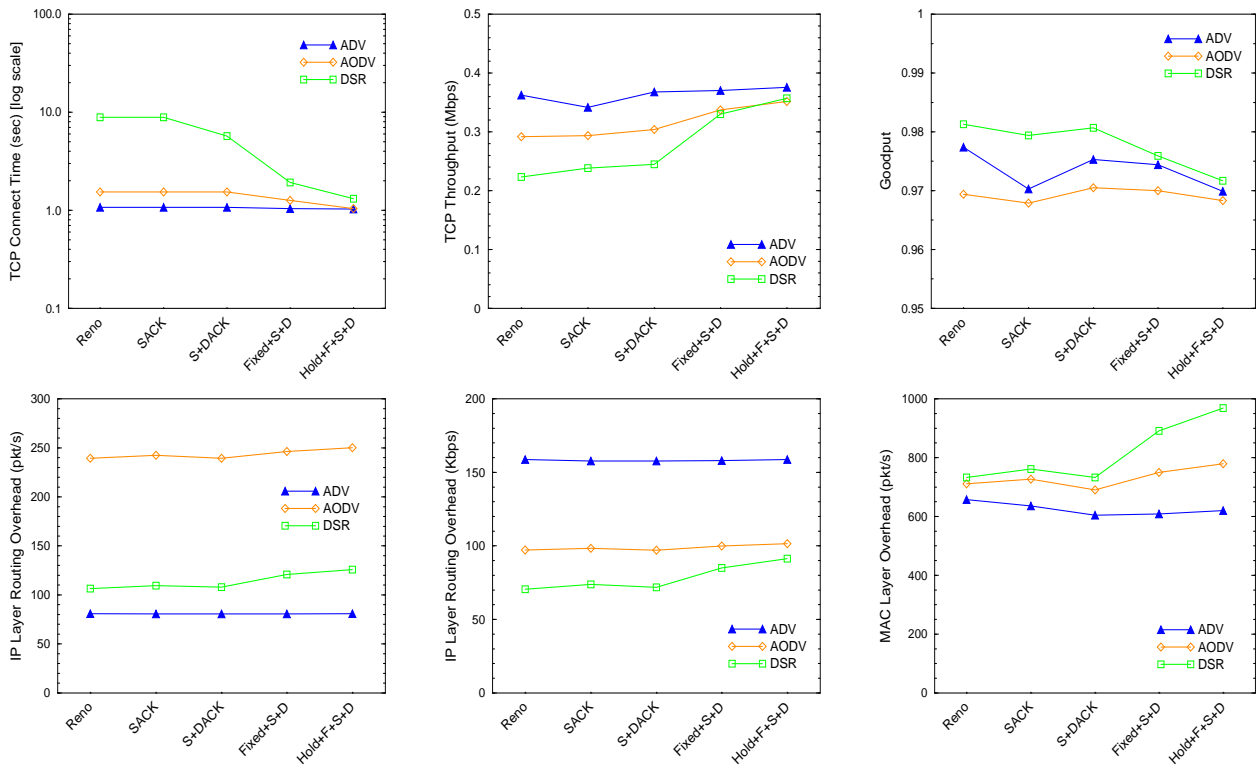 TCP Connect Time (sec) [log scale]
100.0
10.0
1.0
0.1
ADV
AODV
DSR
Reno
SACK
S+DACK
Fixed+S+D
Hold+F+S+D
TCP Throughput (Mbps)
0.5
0.4
0.3
0.2
0.1
0
ADV
AODV
DSR
Reno
SACK
S+DACK
Fixed+S+D
Hold+F+S+D
Goodput
1
0.99
0.98
0.97
0.96
0.95
ADV
AODV
DSR
Reno
SACK
S+DACK
Fixed+S+D
Hold+F+S+D
IP Layer Routing Overhead (pkt/s)
300
250
200
150
100
50
0
ADV
AODV
DSR
Reno
SACK
S+DACK
Fixed+S+D
Hold+F+S+D
IP Layer Routing Overhead (Kbps)
200
150
100
50
0
ADV
AODV
DSR
Reno
SACK
S+DACK
Fixed+S+D
Hold+F+S+D
MAC Layer Overhead (pkt/s)
1000
800
600
400
200
0
ADV
AODV
DSR
Reno
SACK
S+DACK
Fixed+S+D
Hold+F+S+D